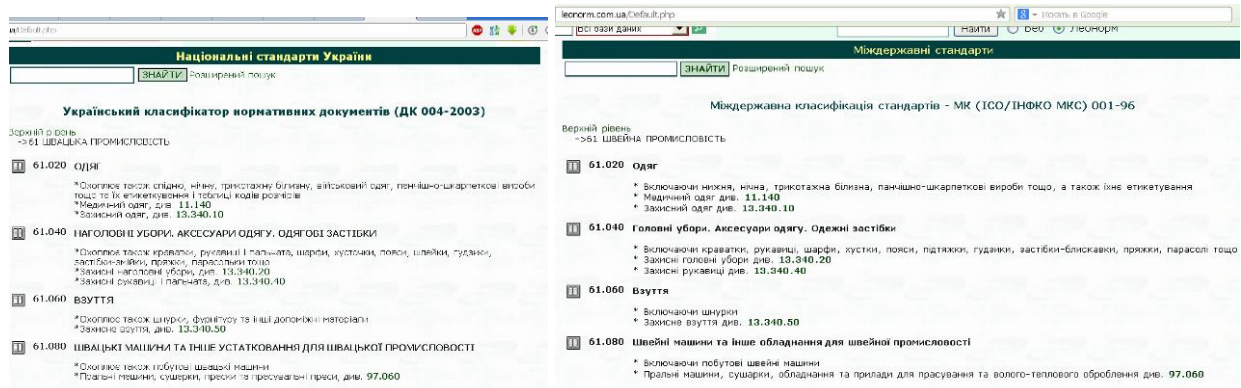 Національні стандарти України
ЗНАЙТИ Розширений пошук
Український класифікатор нормативних документів (ДК 004-2003)
Верхній рівень
->61 ШВАЦЬКА ПРОМИСЛОВІСТЬ
61.020 ОДЯГ
*Охоплює також спідню, нічну, трикотажну білизну, військовий одяг, панчішно-шкарпеткові вироби
тощо та їх етикеткування і таблиці кодів розмірів
*Медичний одяг, див. 11.140
*Захисний одяг, див. 13.340.10
61.040 НАГОЛОВНІ УБОРИ. АКСЕСУАРИ ОДЯГУ. ОДЯГОВІ ЗАСТІБКИ
*Охоплює також краватки, рукавиці і пальчата, шарфи, хусточки, пояси, шлейки, гудзики,
застібки-змійки, пряжки, парасольки тощо
*Захисні наголовні убори, див. 13.340.20
*Захисні рукавиці і пальчата, див. 13.340.40
61.060 ВЗУТТЯ
*Охоплює також шнурки, фурнітуру та інші допоміжні матеріали
*Захисне взуття, див. 13.340.50
61.080 ШВАЦЬКІ МАШИНИ ТА ІНШЕ УСТАТКОВАННЯ ДЛЯ ШВАЦЬКОЇ ПРОМИСЛОВОСТІ
*Охоплює також побутові швацькі машини
*Пральні машини, сушарки, праски та прасувальні преси, див. 97.060
leonorm.com.ua/Default.php
Искать в Google
Всі бази даних
Найти Веб Леонорм
Міждержавні стандарти
ЗНАЙТИ Розширений пошук
Міждержавна класифікація стандартів - МК (ІСО/ІНФКО МКС) 001-96
Верхній рівень
->61 ШВЕЙНА ПРОМИСЛОВІСТЬ
61.020 Одяг
* Включаючи нижня, нічна, трикотажна білизна, панчішно-шкарпеткові вироби тощо, а також їхнє етикетування
* Медичний одяг див. 11.140
* Захисний одяг див. 13.340.10
61.040 Головні убори. Аксесуари одягу. Одежні застібки
* Включаючи краватки, рукавиці, шарфи, хустки, пояси, підтяжки, гудзики, застібки-блискавки, пряжки, парасолі тощо
* Захисні головні убори див. 13.340.20
* Захисні рукавиці див. 13.340.40
61.060 Взуття
* Включаючи шнурки
* Захисне взуття див. 13.340.50
61.080 Швейні машини та інше обладнання для швейної промисловості
* Включаючи побутові швейні машини
* Пральні машини, сушарки, обладнання та прилади для прасування та волого-теплового оброблення див. 97.060